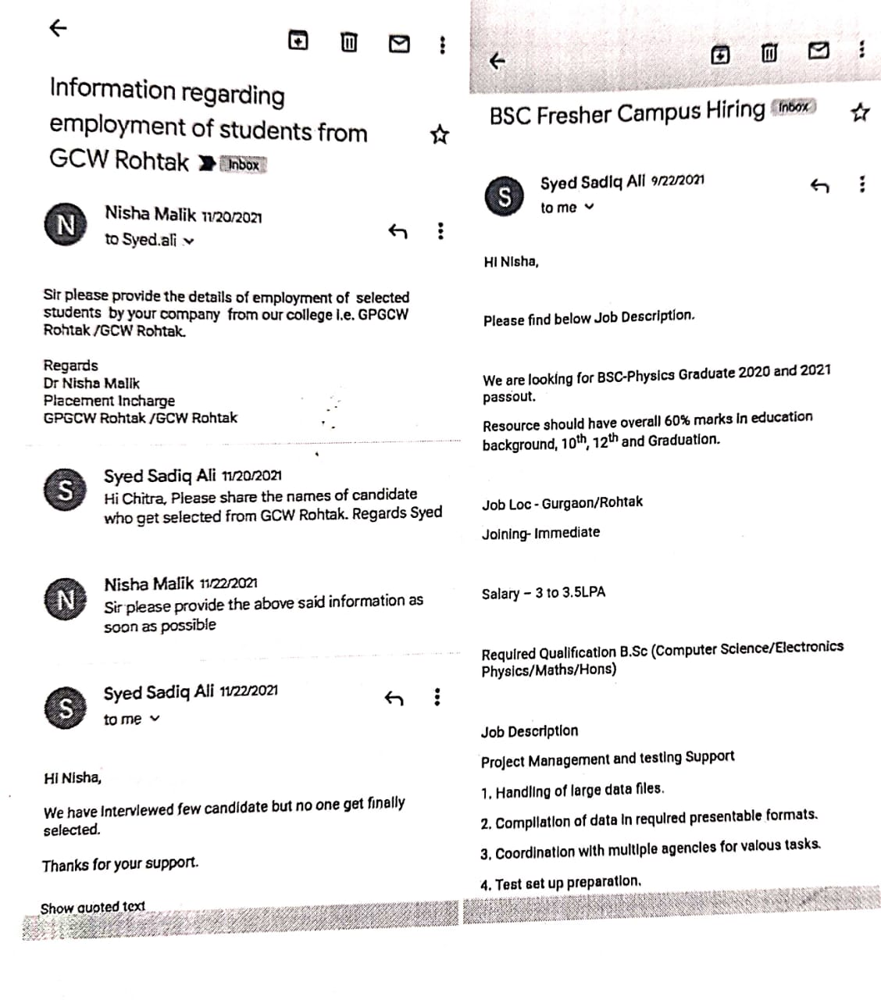 Information regarding
employment of students from
GCW Rohtak Inbox
N
Nisha Malik 11/20/2021
to Syed.ali
Sir please provide the details of employment of selected
students by your company from our college i.e. GPGCW
Rohtak /GCW Rohtak.
Regards
Dr Nisha Malik
Placement Incharge
GPGCW Rohtak /GCW Rohtak
S
Syed Sadiq Ali 11/20/2021
Hi Chitra, Please share the names of candidate
who get selected from GCW Rohtak. Regards Syed
N
Nisha Malik 11/22/2021
Sir please provide the above said information as
soon as possible
S
Syed Sadiq Ali 11/22/2021
to me
Hi Nisha,
We have Interviewed few candidate but no one get finally
selected.
Thanks for your support.
Show quoted text
BSC Fresher Campus Hiring Inbox
S
Syed Sadiq Ali 9/22/2021
to me
Hi Nisha,
Please find below Job Description.
We are looking for BSC-Physics Graduate 2020 and 2021
passout.
Resource should have overall 60% marks in education
background, 10th, 12th and Graduation.
Job Loc - Gurgaon/Rohtak
Joining- Immediate
Salary – 3 to 3.5LPA
Required Qualification B.Sc (Computer Science/Electronics
Physics/Maths/Hons)
Job Description
Project Management and testing Support
1. Handling of large data files.
2. Compilation of data in required presentable formats.
3. Coordination with multiple agencies for valous tasks.
4. Test set up preparation.